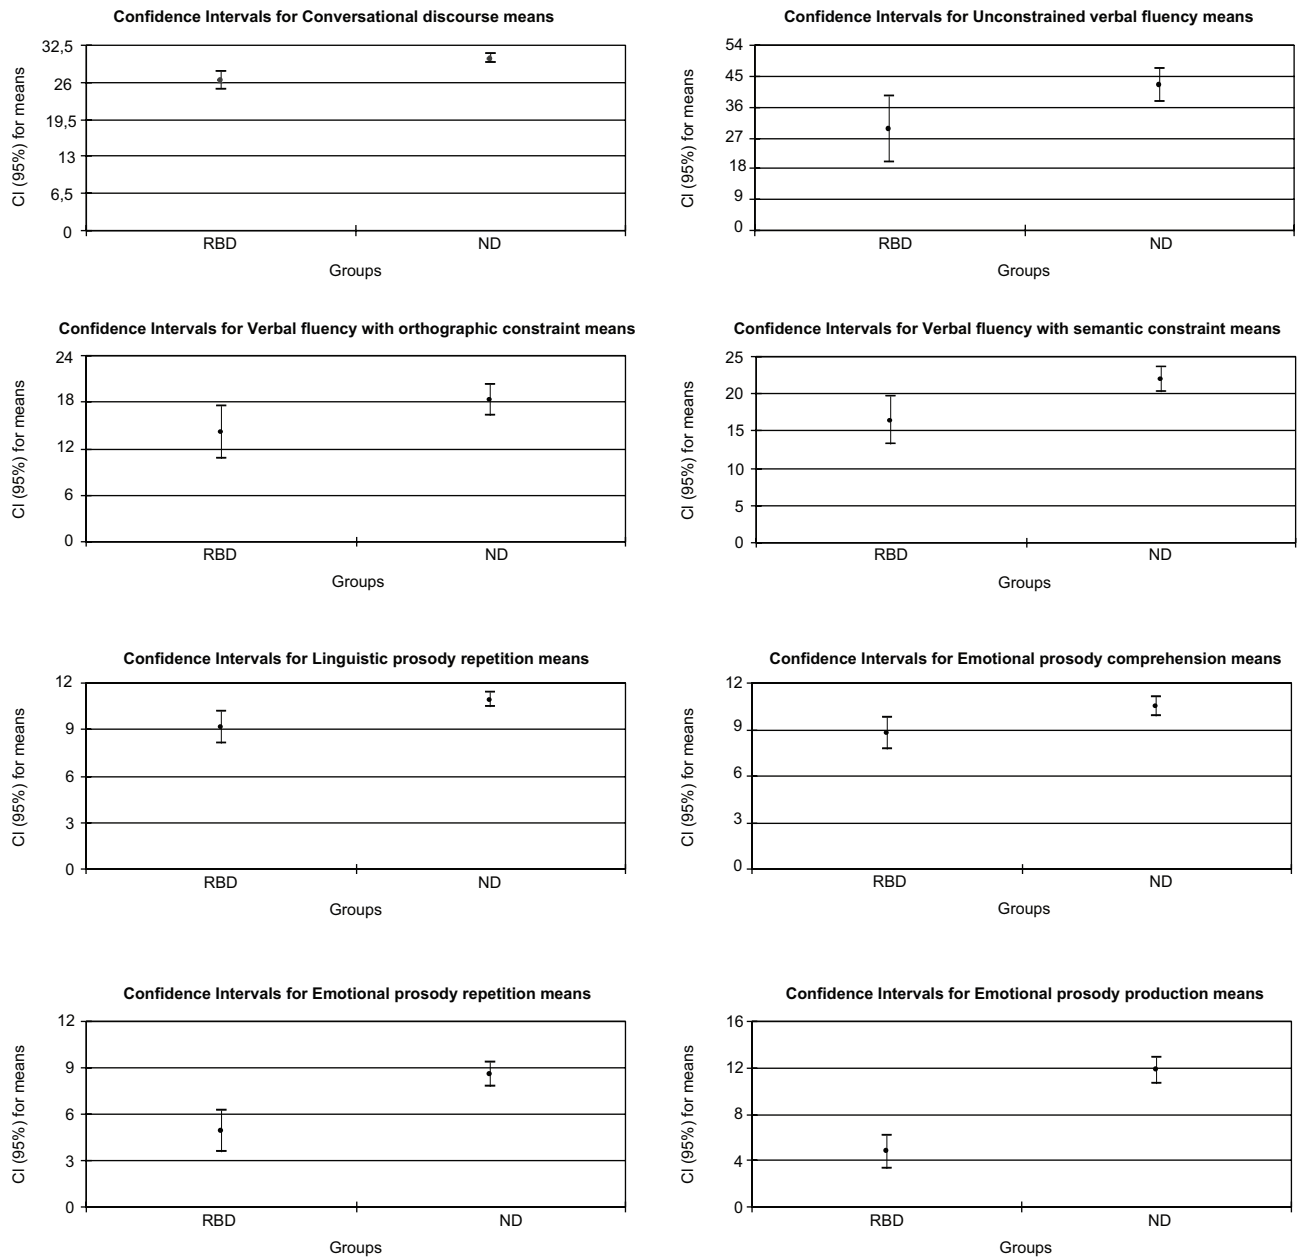 Confidence Intervals for Conversational discourse means
CI (95%) for means
32,5
26
19,5
13
6,5
0
RBD ND
Groups
Confidence Intervals for Unconstrained verbal fluency means
CI (95%) for means
54
45
36
27
18
9
0
RBD ND
Groups
Confidence Intervals for Verbal fluency with orthographic constraint means
CI (95%) for means
24
18
12
6
0
RBD ND
Groups
Confidence Intervals for Verbal fluency with semantic constraint means
CI (95%) for means
25
20
15
10
5
0
RBD ND
Groups
Confidence Intervals for Linguistic prosody repetition means
CI (95%) for means
12
9
6
3
0
RBD ND
Groups
Confidence Intervals for Emotional prosody comprehension means
CI (95%) for means
12
9
6
3
0
RBD ND
Groups
Confidence Intervals for Emotional prosody repetition means
CI (95%) for means
12
9
6
3
0
RBD ND
Groups
Confidence Intervals for Emotional prosody production means
CI (95%) for means
16
12
8
4
0
RBD ND
Groups